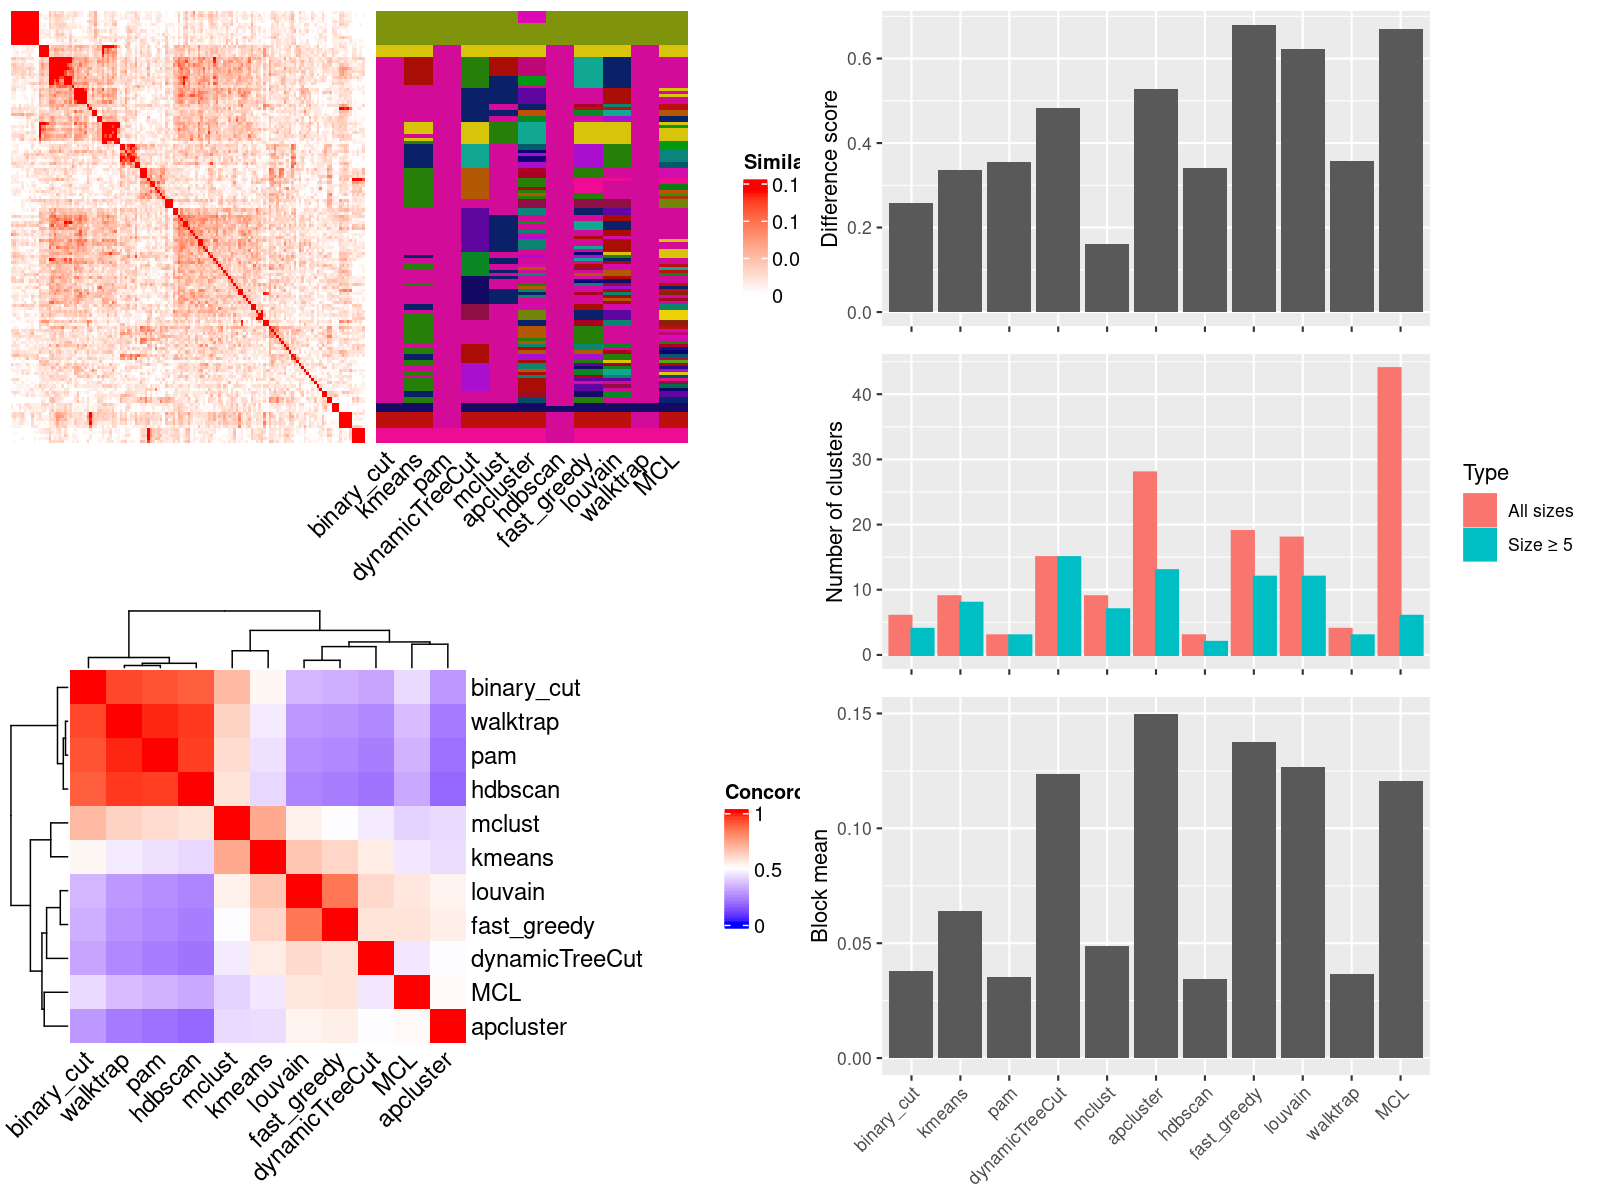 Simila
0.1
0.1
0.0
0
binary_cut
kmeans
pam
dynamicTreeCut
mclust
apcluster
hdbscan
fast_greedy
louvain
walktrap
MCL
binary_cut
walktrap
pam
hdbscan
mclust
kmeans
louvain
fast_greedy
dynamicTreeCut
MCL
apcluster
binary_cut
walktrap
pam
hdbscan
mclust
kmeans
louvain
fast_greedy
dynamicTreeCut
MCL
apcluster
Concord
1
0.5
0
Difference score
0.6
0.4
0.2
0.0
Number of clusters
40
30
20
10
0
Type
All sizes
Size ≥ 5
Block mean
0.15
0.10
0.05
0.00
binary_cut
kmeans
pam
dynamicTreeCut
mclust
apcluster
hdbscan
fast_greedy
louvain
walktrap
MCL